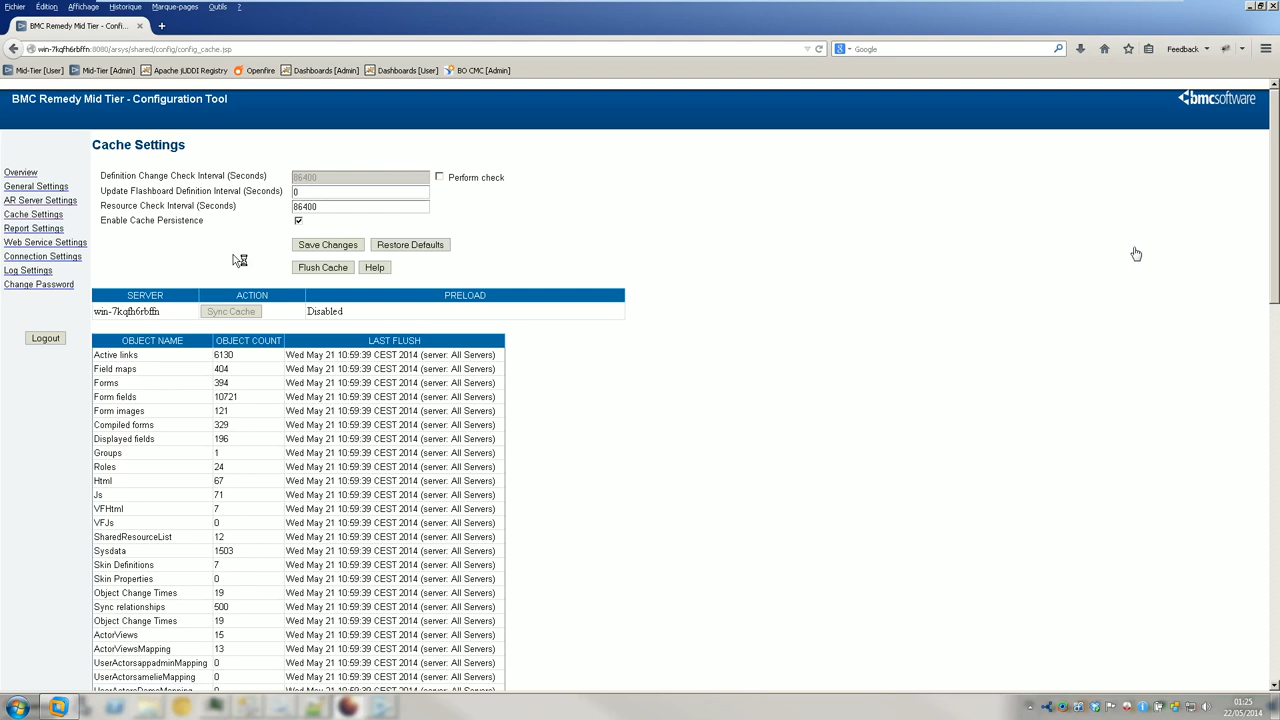 Fichier Édition Affichage Historique Marque-pages Outils ?
BMC Remedy Mid Tier - Confi...
win-7kqfh6rbffn:8080/arsys/shared/config/config_cache.jsp
Google
Feedback
Mid-Tier [User] Mid-Tier [Admin] Apache jUDDI Registry Openfire Dashboards [Admin] Dashboards [User] BO CMC [Admin]
BMC Remedy Mid Tier - Configuration Tool
bmcsoftware
Overview
General Settings
AR Server Settings
Cache Settings
Report Settings
Web Service Settings
Connection Settings
Log Settings
Change Password
Logout
Cache Settings
Definition Change Check Interval (Seconds) 86400 Perform check
Update Flashboard Definition Interval (Seconds) 0
Resource Check Interval (Seconds) 86400
Enable Cache Persistence
Save Changes Restore Defaults
Flush Cache Help
SERVER ACTION PRELOAD
win-7kqfh6rbffn Sync Cache Disabled
OBJECT NAME OBJECT COUNT LAST FLUSH
Active links 6130 Wed May 21 10:59:39 CEST 2014 (server: All Servers)
Field maps 404 Wed May 21 10:59:39 CEST 2014 (server: All Servers)
Forms 394 Wed May 21 10:59:39 CEST 2014 (server: All Servers)
Form fields 10721 Wed May 21 10:59:39 CEST 2014 (server: All Servers)
Form images 121 Wed May 21 10:59:39 CEST 2014 (server: All Servers)
Compiled forms 329 Wed May 21 10:59:39 CEST 2014 (server: All Servers)
Displayed fields 196 Wed May 21 10:59:39 CEST 2014 (server: All Servers)
Groups 1 Wed May 21 10:59:39 CEST 2014 (server: All Servers)
Roles 24 Wed May 21 10:59:39 CEST 2014 (server: All Servers)
Html 67 Wed May 21 10:59:39 CEST 2014 (server: All Servers)
Js 71 Wed May 21 10:59:39 CEST 2014 (server: All Servers)
VFHtml 7 Wed May 21 10:59:39 CEST 2014 (server: All Servers)
VFJs 0 Wed May 21 10:59:39 CEST 2014 (server: All Servers)
SharedResourceList 12 Wed May 21 10:59:39 CEST 2014 (server: All Servers)
Sysdata 1503 Wed May 21 10:59:39 CEST 2014 (server: All Servers)
Skin Definitions 7 Wed May 21 10:59:39 CEST 2014 (server: All Servers)
Skin Properties 0 Wed May 21 10:59:39 CEST 2014 (server: All Servers)
Object Change Times 19 Wed May 21 10:59:39 CEST 2014 (server: All Servers)
Sync relationships 500 Wed May 21 10:59:39 CEST 2014 (server: All Servers)
Object Change Times 19 Wed May 21 10:59:39 CEST 2014 (server: All Servers)
ActorViews 15 Wed May 21 10:59:39 CEST 2014 (server: All Servers)
ActorViewsMapping 13 Wed May 21 10:59:39 CEST 2014 (server: All Servers)
UserActorsappadminMapping 0 Wed May 21 10:59:39 CEST 2014 (server: All Servers)
UserActorsamelieMapping 0 Wed May 21 10:59:39 CEST 2014 (server: All Servers)
UserActorsDemoMapping 0 Wed May 21 10:59:39 CEST 2014 (server: All Servers)
01:25
22/05/2014